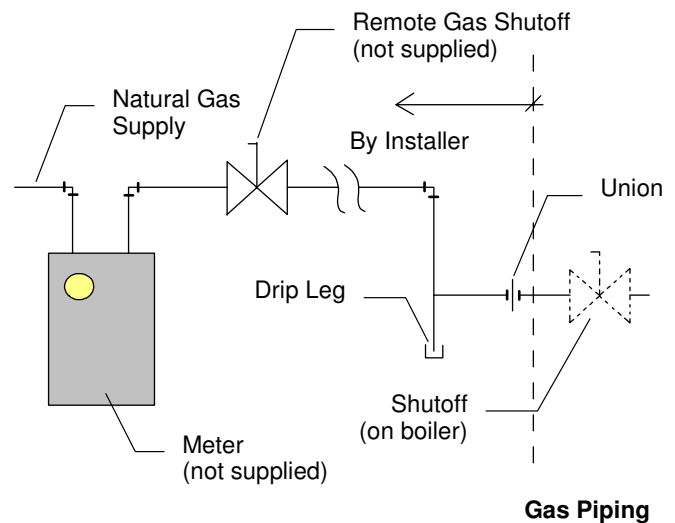 Remote Gas Shutoff
(not supplied)
Natural Gas
Supply
By Installer
Union
Drip Leg
Shutoff
(on boiler)
Meter
(not supplied)
Gas Piping